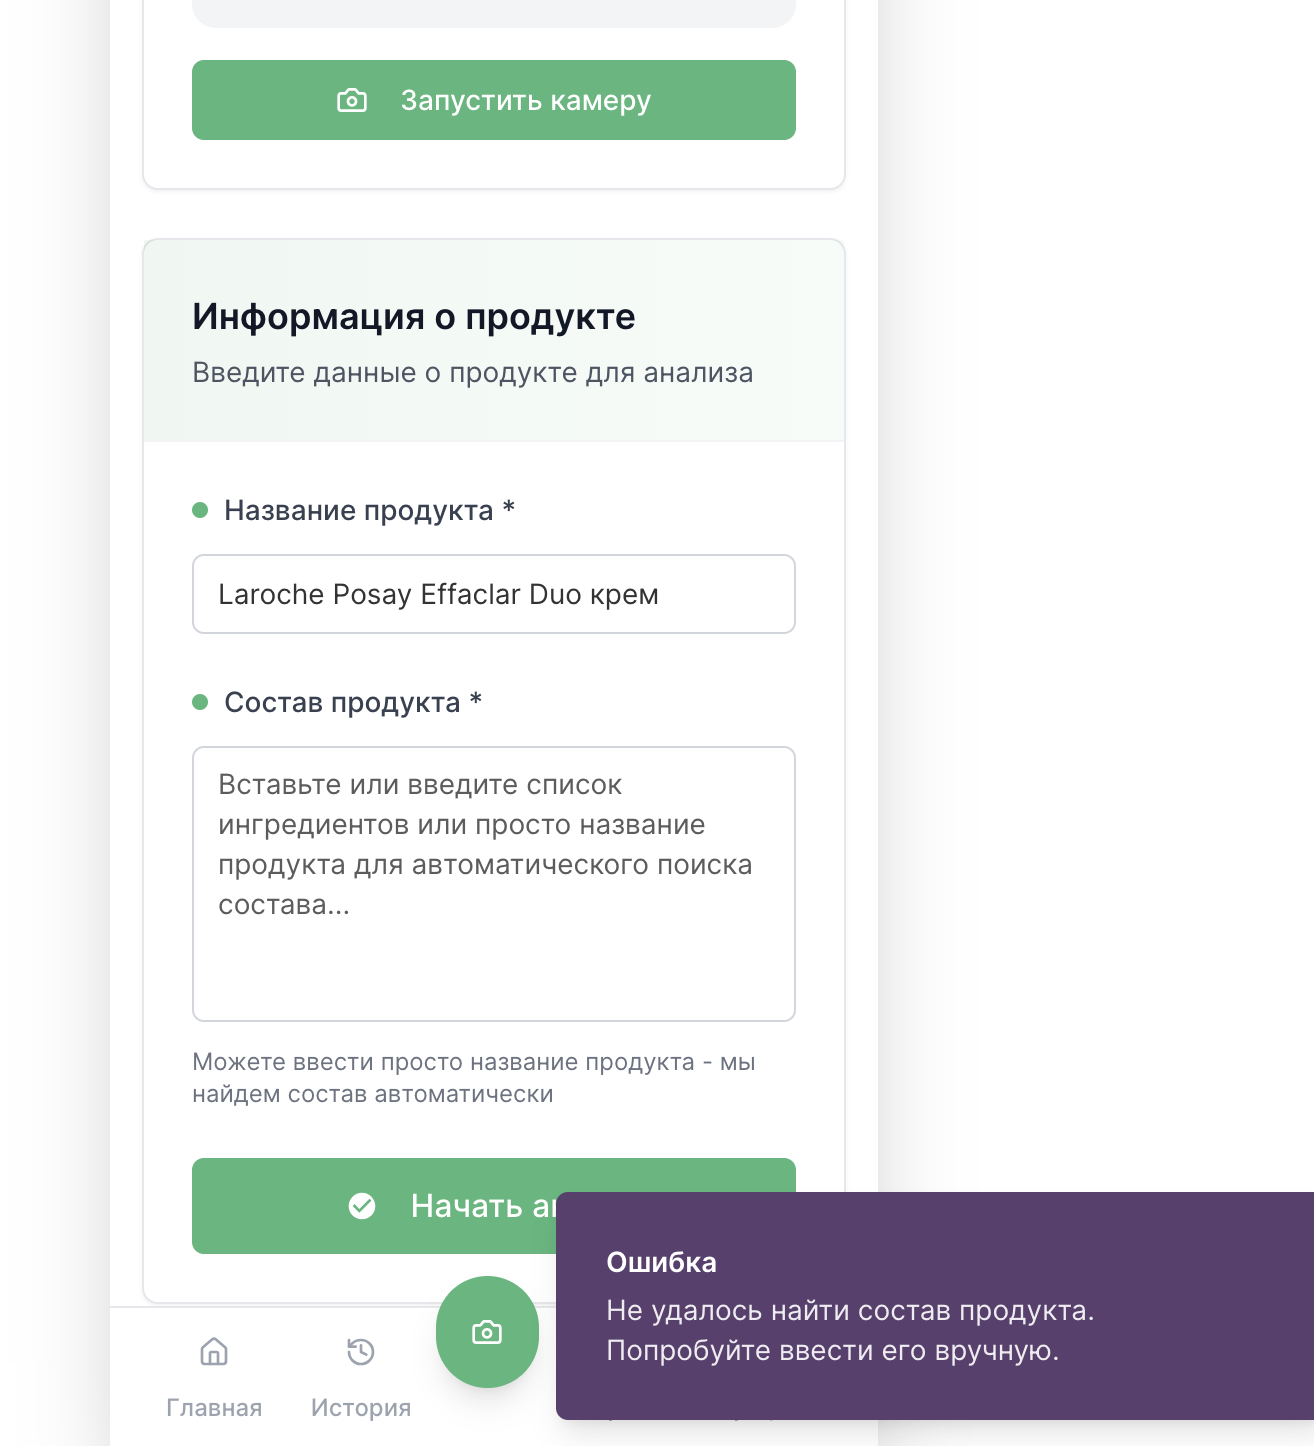 Запустить камеру
Информация о продукте
Введите данные о продукте для анализа
Название продукта *
Laroche Posay Effaclar Duo крем
Состав продукта *
Вставьте или введите список
ингредиентов или просто название
продукта для автоматического поиска
состава...
Можете ввести просто название продукта - мы
найдем состав автоматически
Начать
Ошибка
Не удалось найти состав продукта.
Попробуйте ввести его вручную.
Главная
История